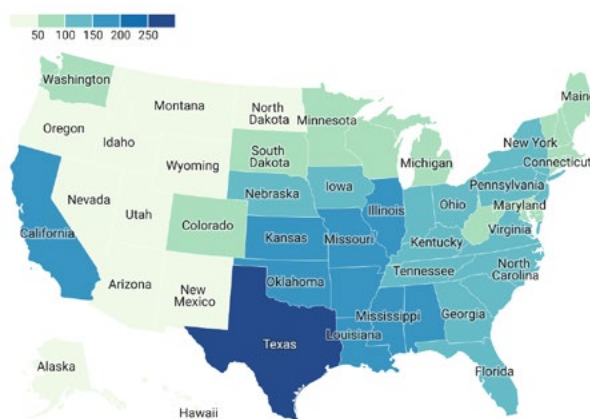 50 100 150 200 250
Washington
Montana
North
Dakota
Minnesota
Maine
Oregon
Idaho
Wyoming
South
Dakota
Michigan
New York
Connecticut
Nevada
Utah
Colorado
Nebraska
Iowa
Illinois
Ohio
Pennsylvania
Maryland
California
Kansas
Missouri
Kentucky
Virginia
Arizona
New
Mexico
Oklahoma
Tennessee
North
Carolina
Mississippi
Georgia
Texas
Louisiana
Florida
Alaska
Hawaii